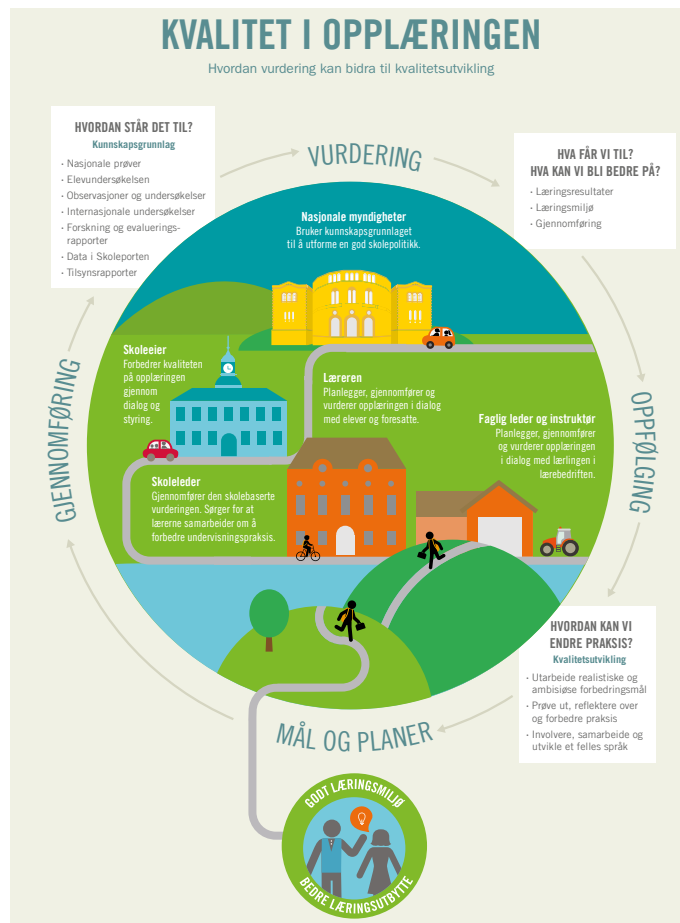 KVALITET I OPPLÆRINGEN
Hvordan vurdering kan bidra til kvalitetsutvikling
HVORDAN STÅR DET TIL?
Kunnskapsgrunnlag
· Nasjonale prøver
· Elevundersøkelsen
· Observasjoner og undersøkelser
· Internasjonale undersøkelser
· Forskning og evaluerings-
rapporter
· Data i Skoleporten
· Tilsynsrapporter
VURDERING
HVA FÅR VI TIL?
HVA KAN VI BLI BEDRE PÅ?
· Læringsresultater
· Læringsmiljø
· Gjennomføring
Nasjonale myndigheter
Bruker kunnskapsgrunnlaget
til å utforme en god skolepolitikk.
Skoleeier
Forbedrer kvaliteten
på opplæringen
gjennom
dialog og
styring.
Læreren
Planlegger, gjennomfører og
vurderer opplæringen i dialog
med elever og foresatte.
Faglig leder og instruktør
Planlegger, gjennomfører
og vurderer opplæringen
i dialog med lærlingen i
lærebedriften.
Skoleleder
Gjennomfører den skolebaserte
vurderingen. Sørger for at
lærerne samarbeider om å
forbedre undervisningspraksis.
GJENNOMFØRING
OPPFØLGING
HVORDAN KAN VI
ENDRE PRAKSIS?
Kvalitetsutvikling
· Utarbeide realistiske og
ambisiøse forbedringsmål
· Prøve ut, reflektere over
og forbedre praksis
· Involvere, samarbeide og
utvikle et felles språk
MÅL OG PLANER
GODT LÆRINGSMILJØ
BEDRE LÆRINGSUTBYTTE